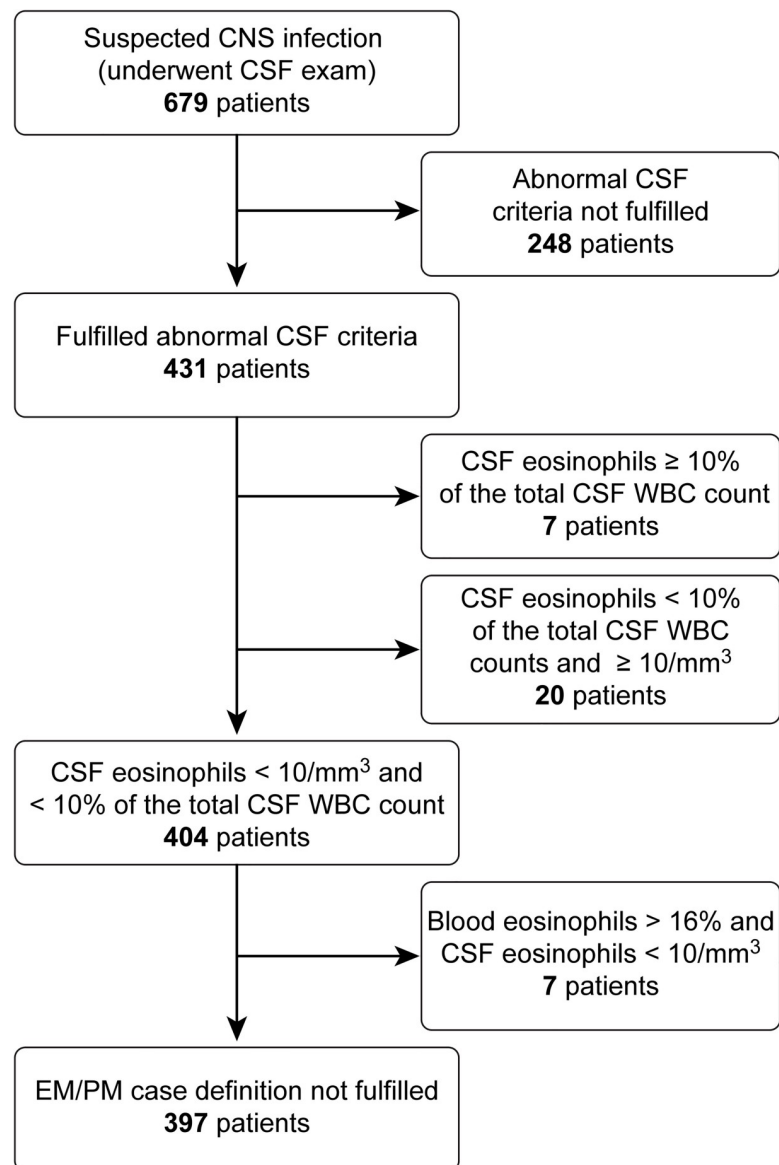 Suspected CNS infection
(underwent CSF exam)
679 patients
Abnormal CSF
criteria not fulfilled
248 patients
Fulfilled abnormal CSF criteria
431 patients
CSF eosinophils ≥ 10%
of the total CSF WBC count
7 patients
CSF eosinophils < 10%
of the total CSF WBC
counts and ≥ 10/mm³
20 patients
CSF eosinophils < 10/mm³ and
< 10% of the total CSF WBC count
404 patients
Blood eosinophils > 16% and
CSF eosinophils < 10/mm³
7 patients
EM/PM case definition not fulfilled
397 patients